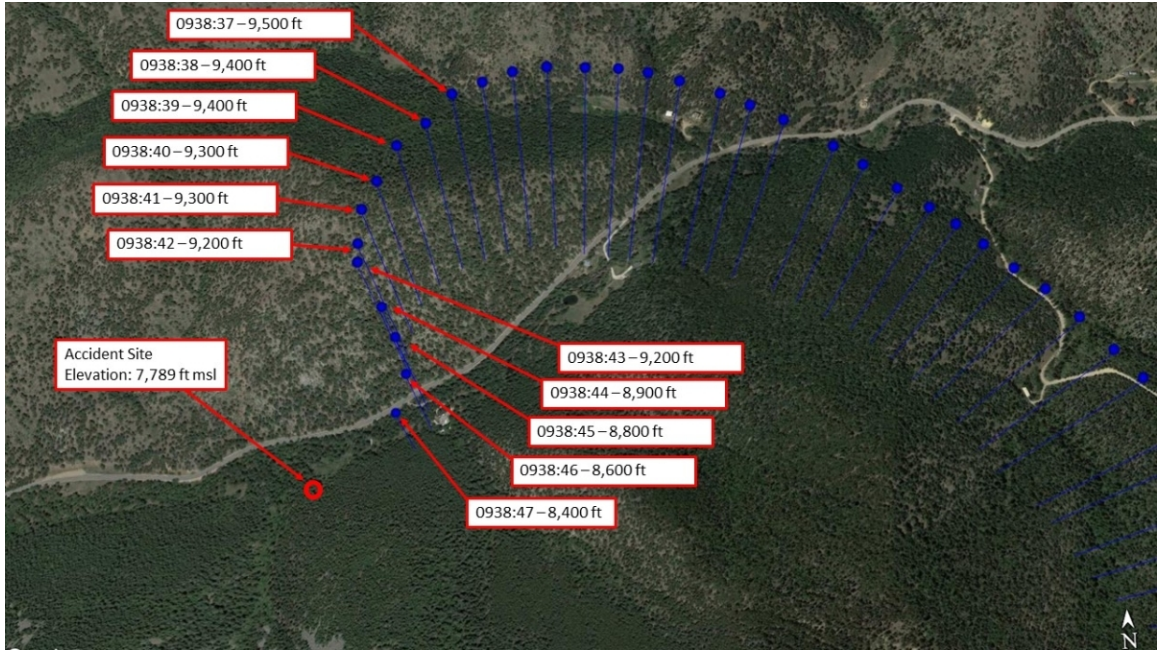 0938:37 – 9,500 ft
0938:38 – 9,400 ft
0938:39 – 9,400 ft
0938:40 – 9,300 ft
0938:41 – 9,300 ft
0938:42 – 9,200 ft
Accident Site
Elevation: 7,789 ft msl
0938:43 – 9,200 ft
0938:44 – 8,900 ft
0938:45 – 8,800 ft
0938:46 – 8,600 ft
0938:47 – 8,400 ft
N